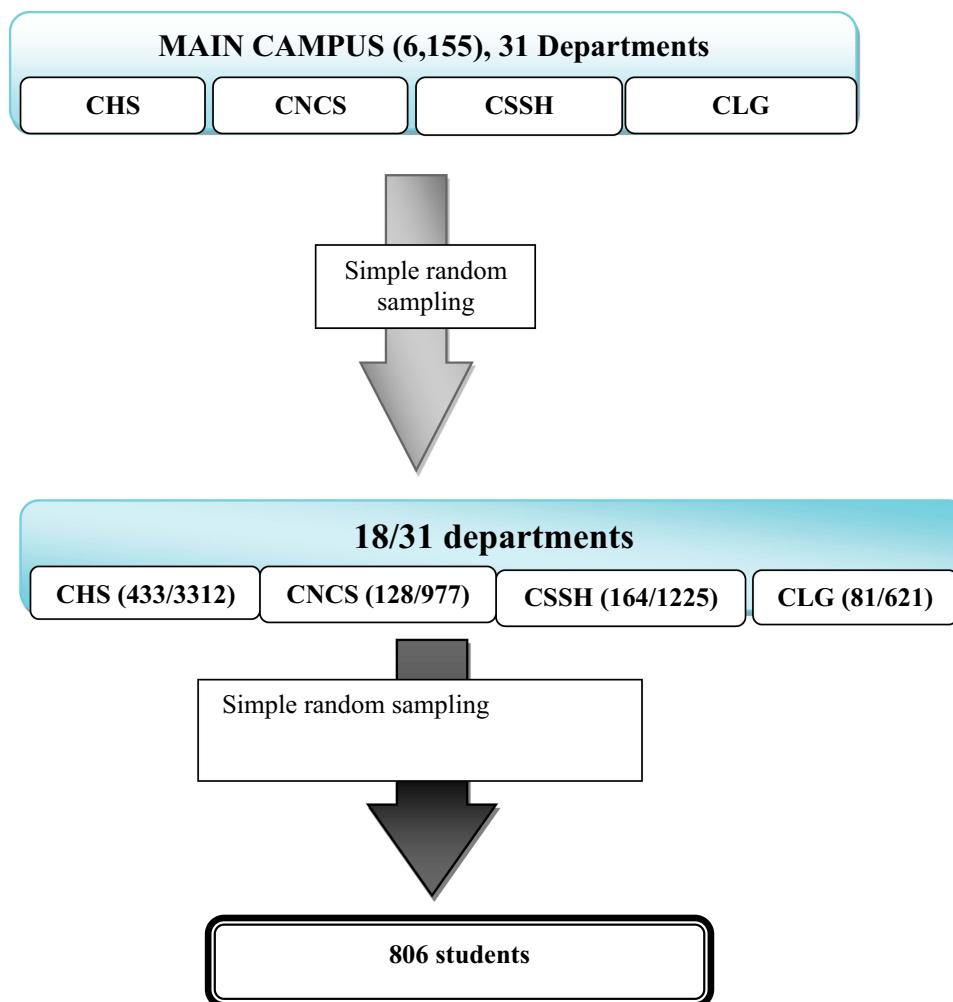 MAIN CAMPUS (6,155), 31 Departments
CHS
CNCS
CSSH
CLG
Simple random
sampling
18/31 departments
CHS (433/3312)
CNCS (128/977)
CSSH (164/1225)
CLG (81/621)
Simple random sampling
806 students